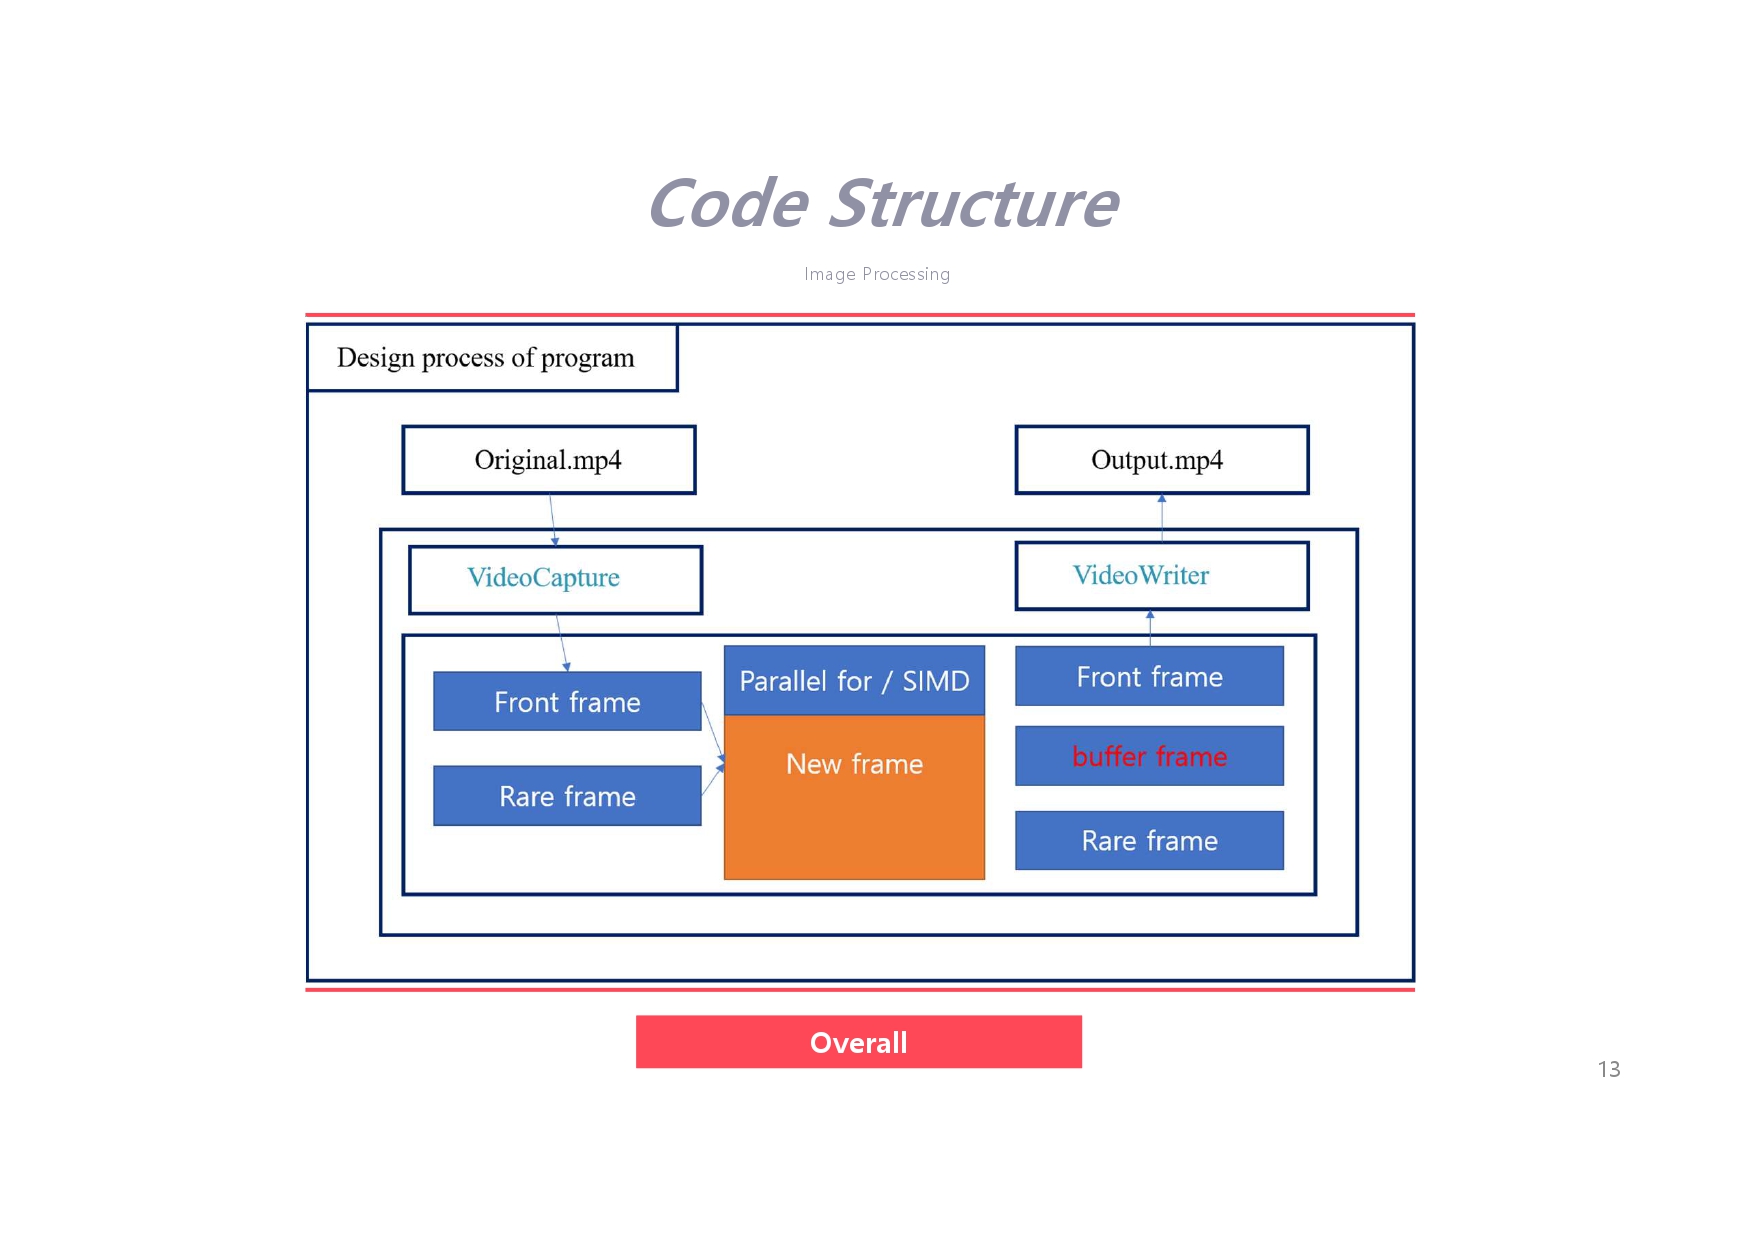 Code Structure
Image Processing
Design process of program
Original.mp4
Output.mp4
VideoCapture
VideoWriter
Front frame
Rare frame
Parallel for / SIMD
New frame
Front frame
buffer frame
Rare frame
Overall
13